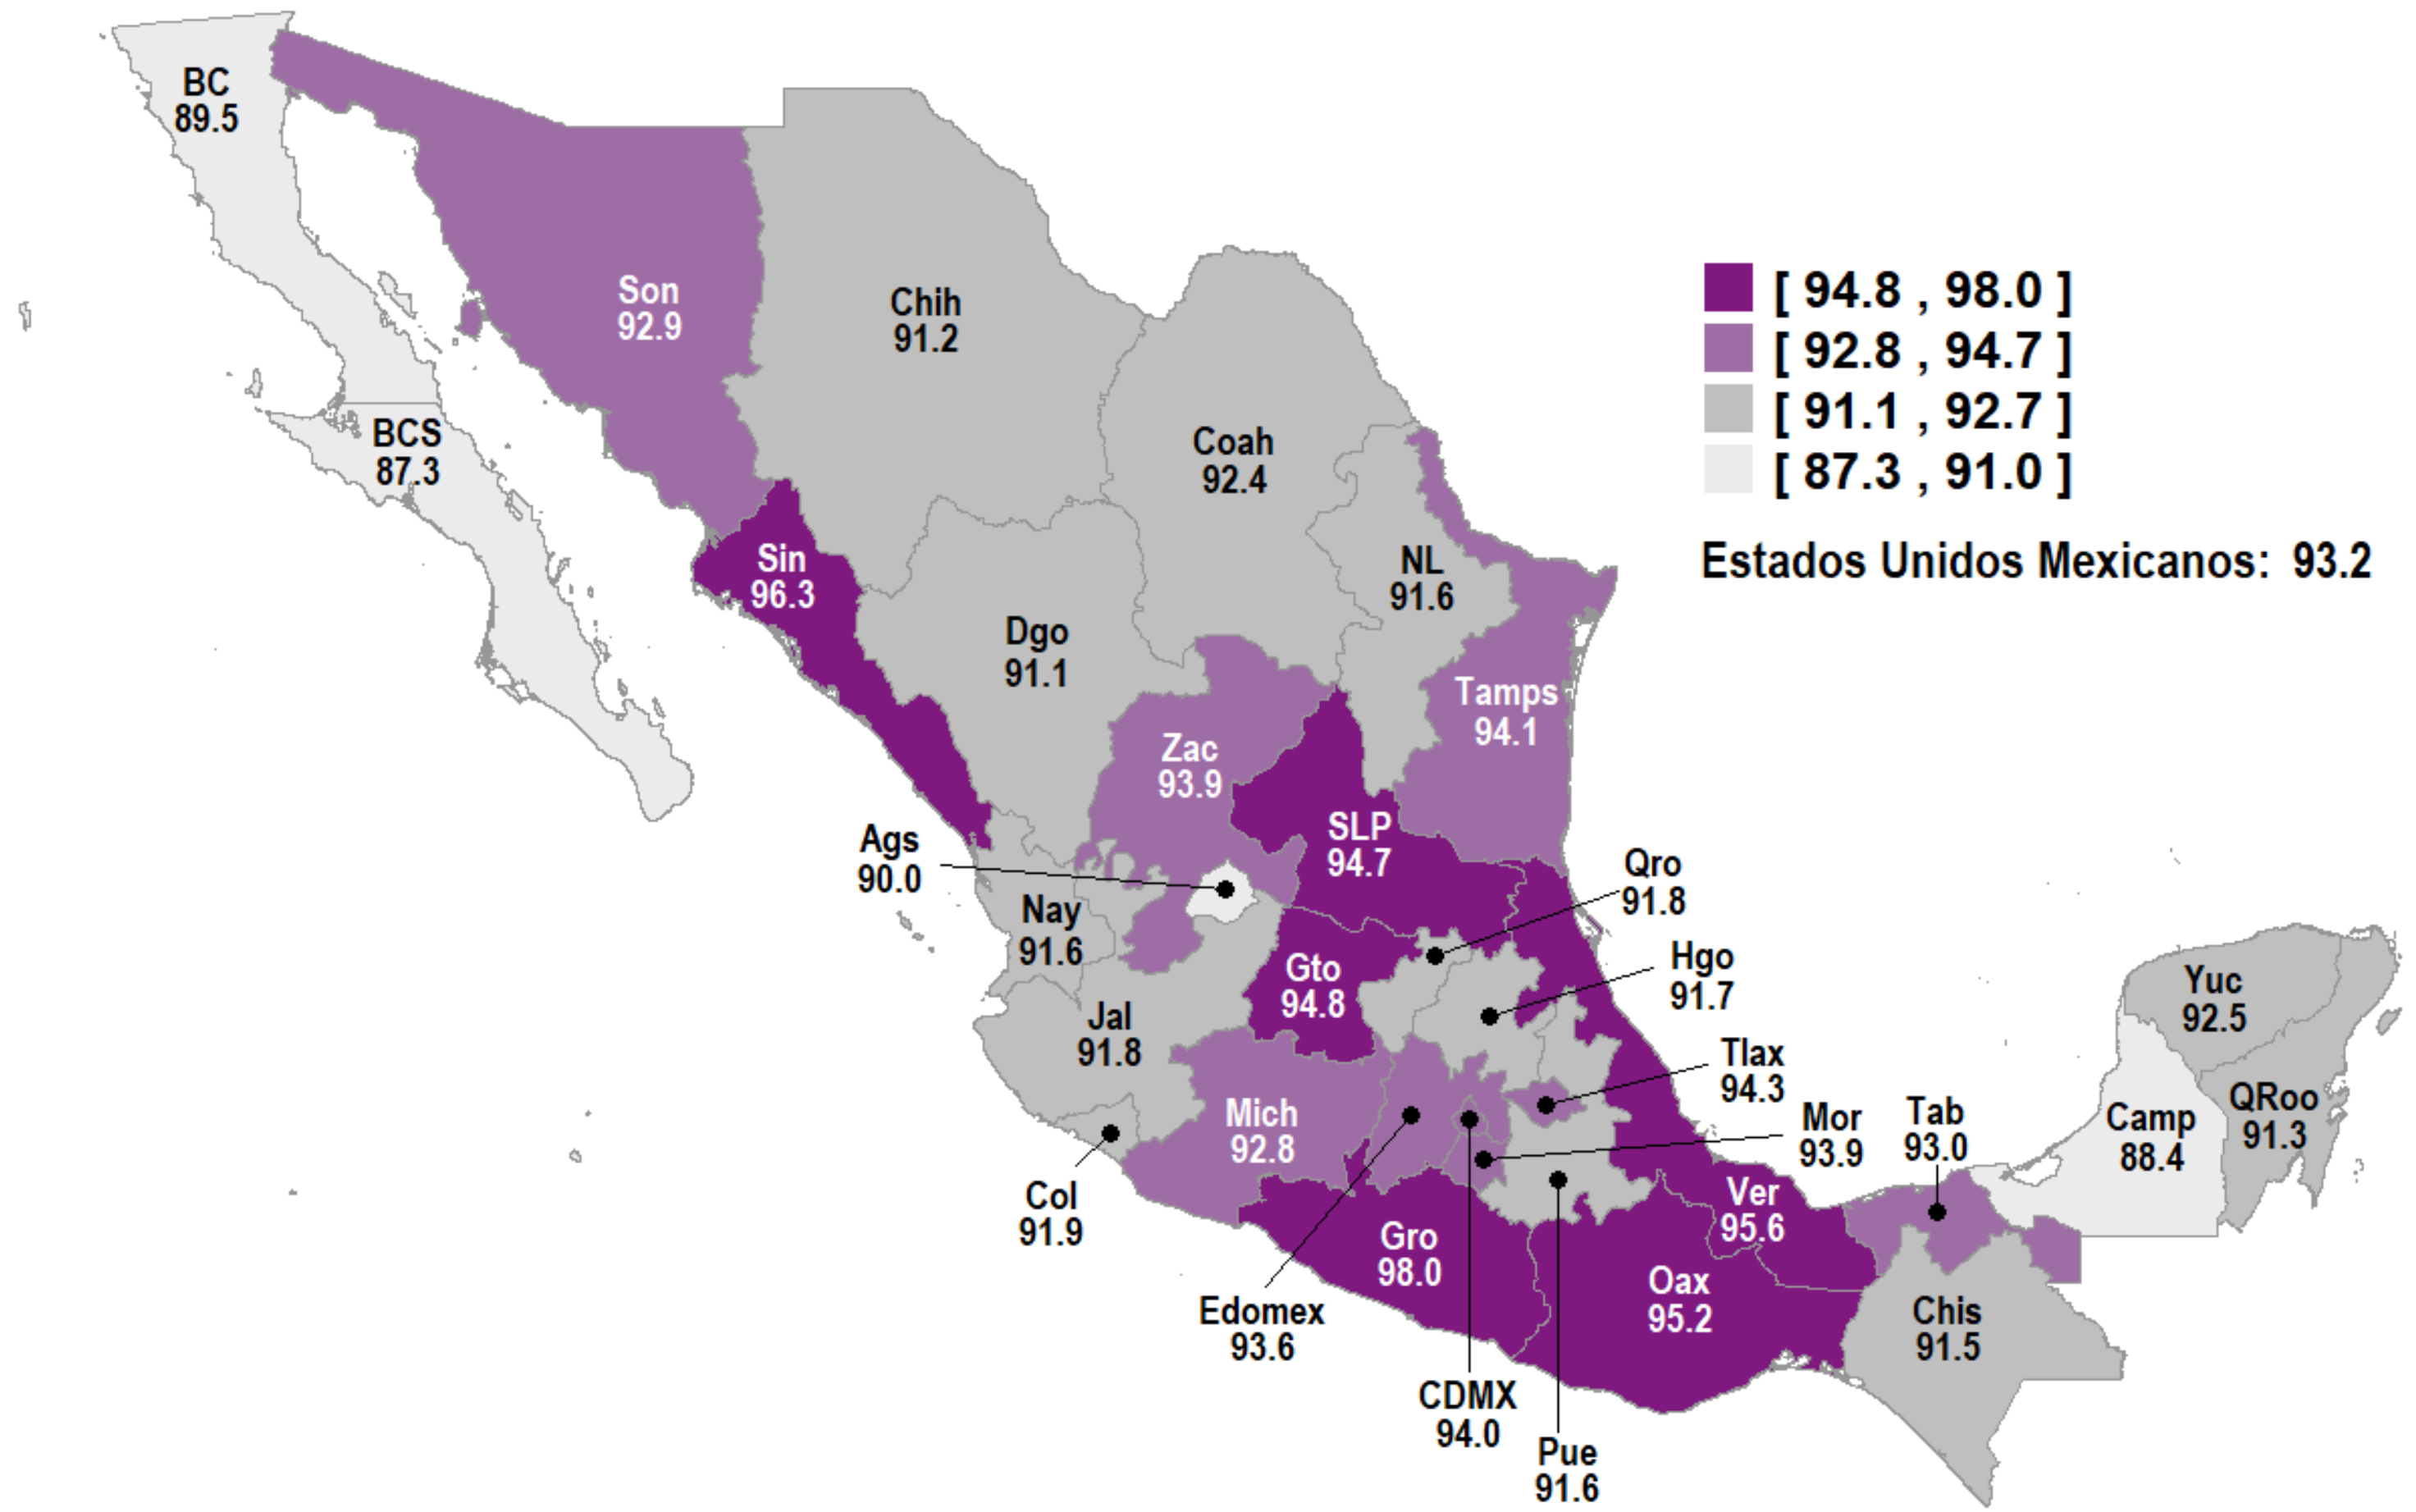 BC
89.5
BCS
87.3
Son
92.9
Chih
91.2
Coah
92.4
NL
91.6
Sin
96.3
Dgo
91.1
Tamps
94.1
Zac
93.9
SLP
94.7
Ags
90.0
Nay
91.6
Jal
91.8
Gto
94.8
Qro
91.8
Hgo
91.7
Tlax
94.3
Mor
93.9
Tab
93.0
Mich
92.8
Col
91.9
Edomex
93.6
CDMX
94.0
Pue
91.6
Gro
98.0
Oax
95.2
Ver
95.6
Chis
91.5
Camp
88.4
Yuc
92.5
QRoo
91.3
[ 94.8 , 98.0 ]
[ 92.8 , 94.7 ]
[ 91.1 , 92.7 ]
[ 87.3 , 91.0 ]
Estados Unidos Mexicanos: 93.2